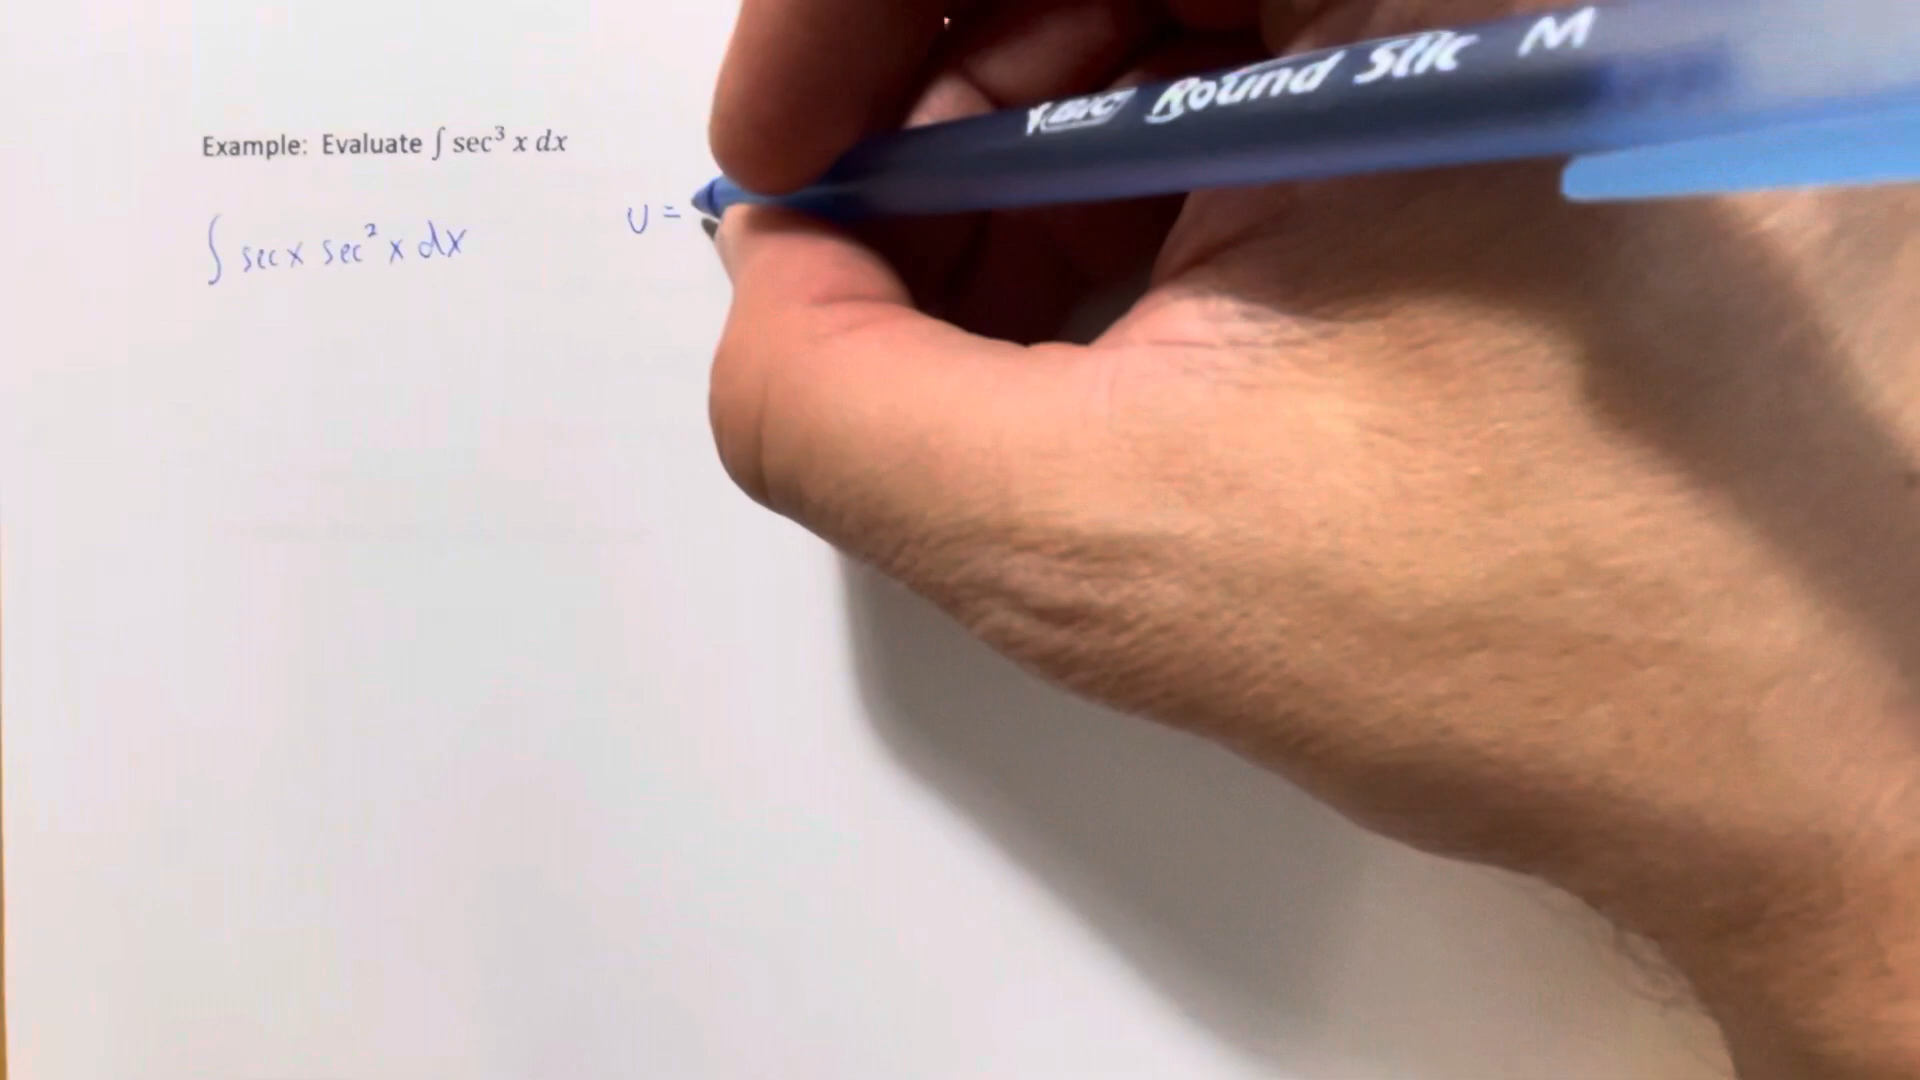 BIC Round Stic M
Example: Evaluate ∫ sec³ x dx
∫ sec x sec² x dx
u =